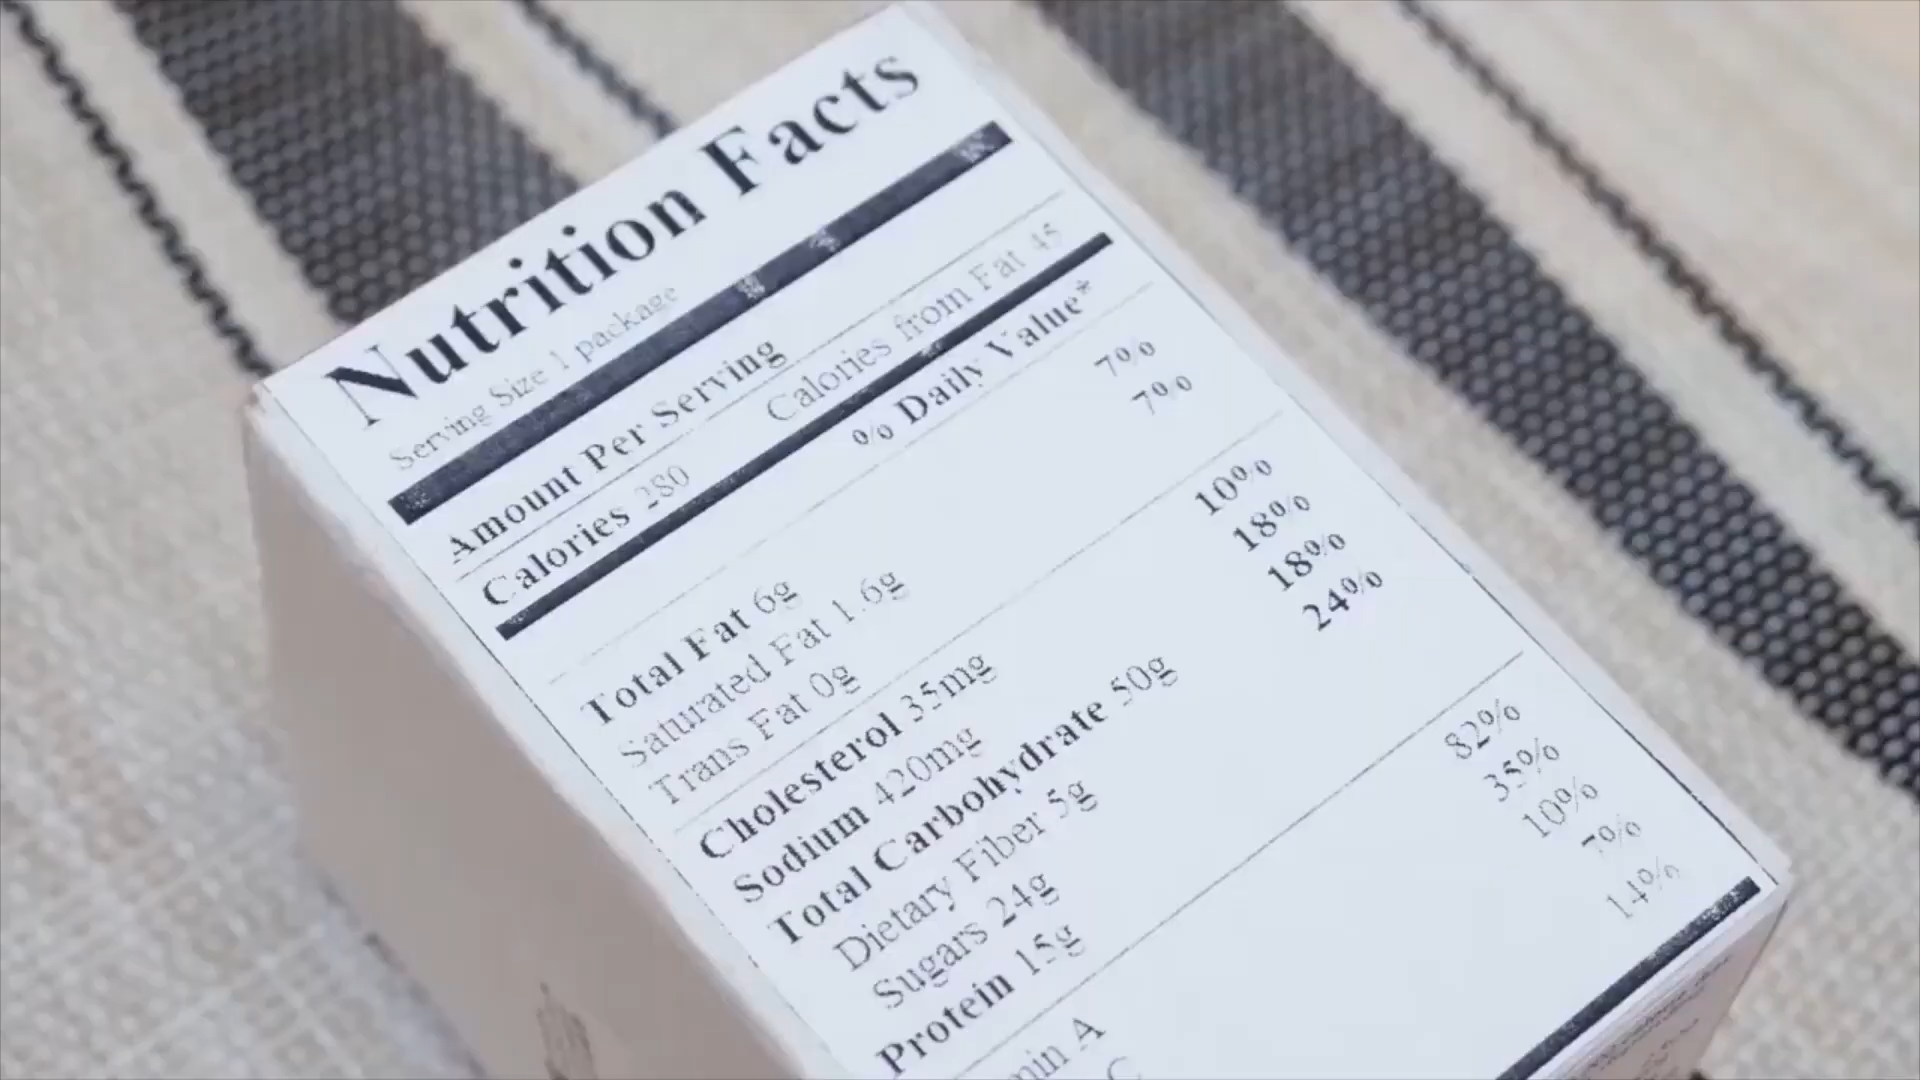 Nutrition Facts
Serving Size 1 package
Amount Per Serving
Calories 280 Calories from Fat 45
% Daily Value*
Total Fat 6g 7%
Saturated Fat 1.6g 7%
Trans Fat 0g
Cholesterol 35mg 10%
Sodium 420mg 18%
Total Carbohydrate 50g 18%
Dietary Fiber 5g 24%
Sugars 24g
Protein 15g
min A 82%
C 35%
10%
7%
14%